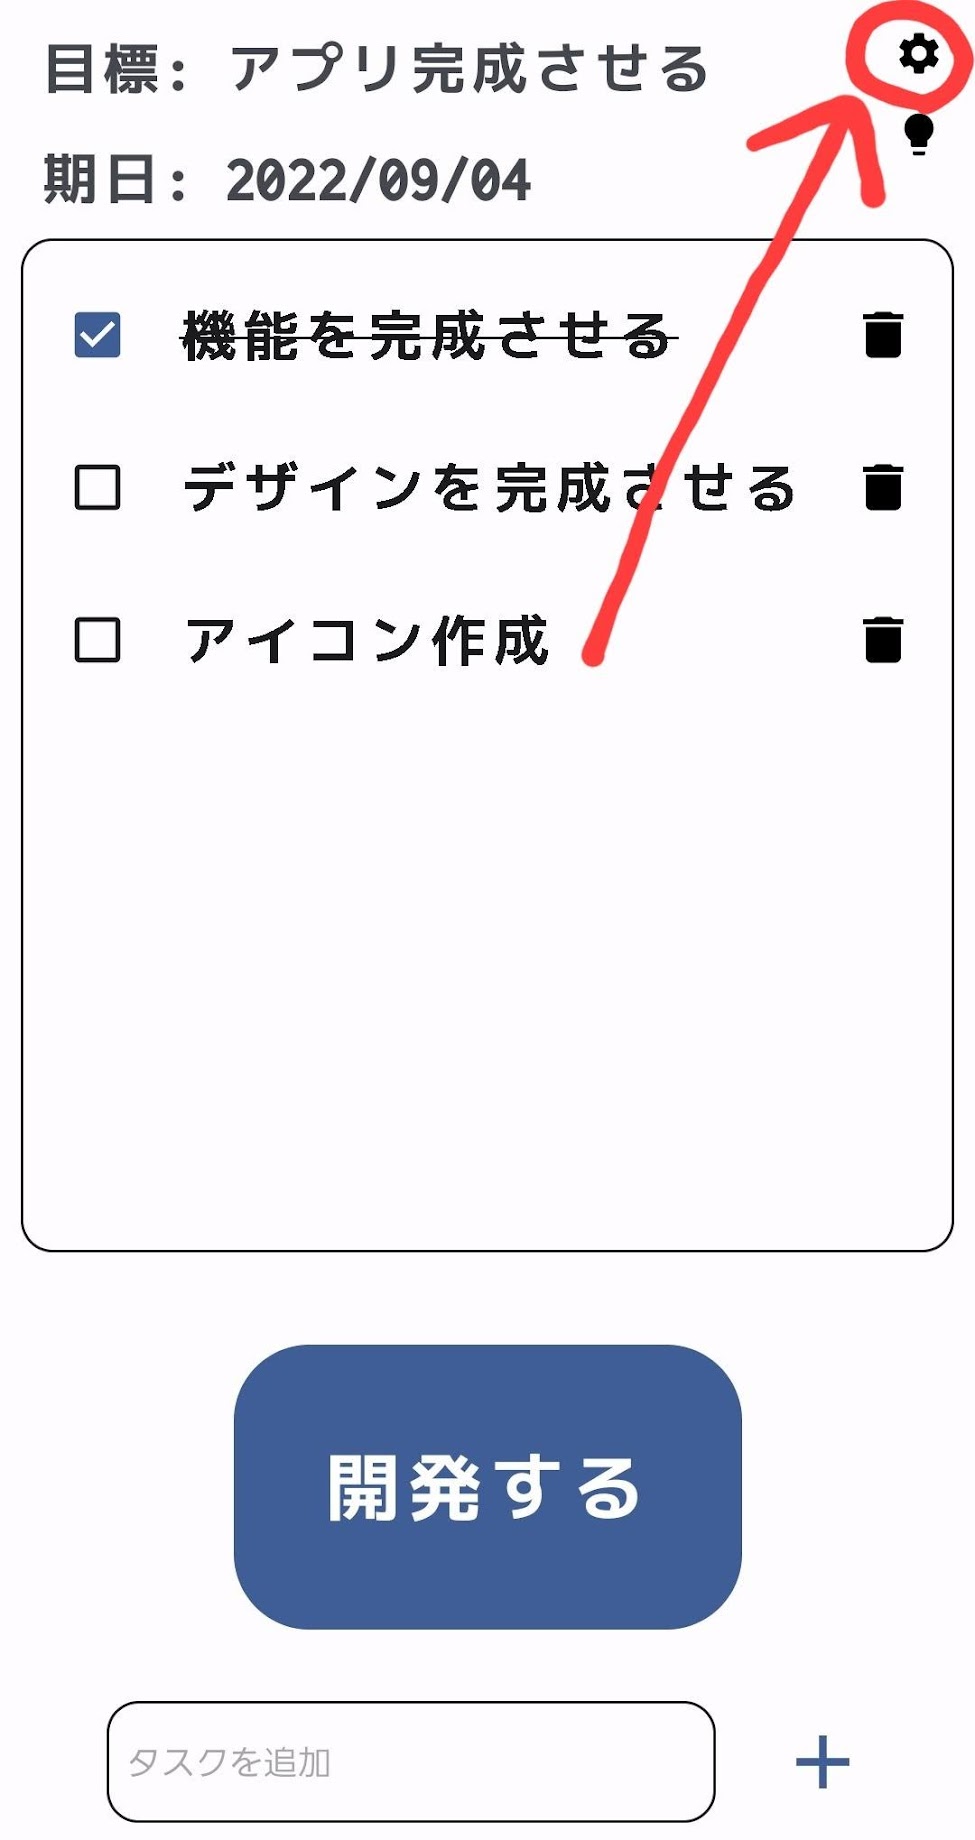 目標: アプリ完成させる
期日: 2022/09/04
機能を完成させる
デザインを完成させる
アイコン作成
開発する
タスクを追加